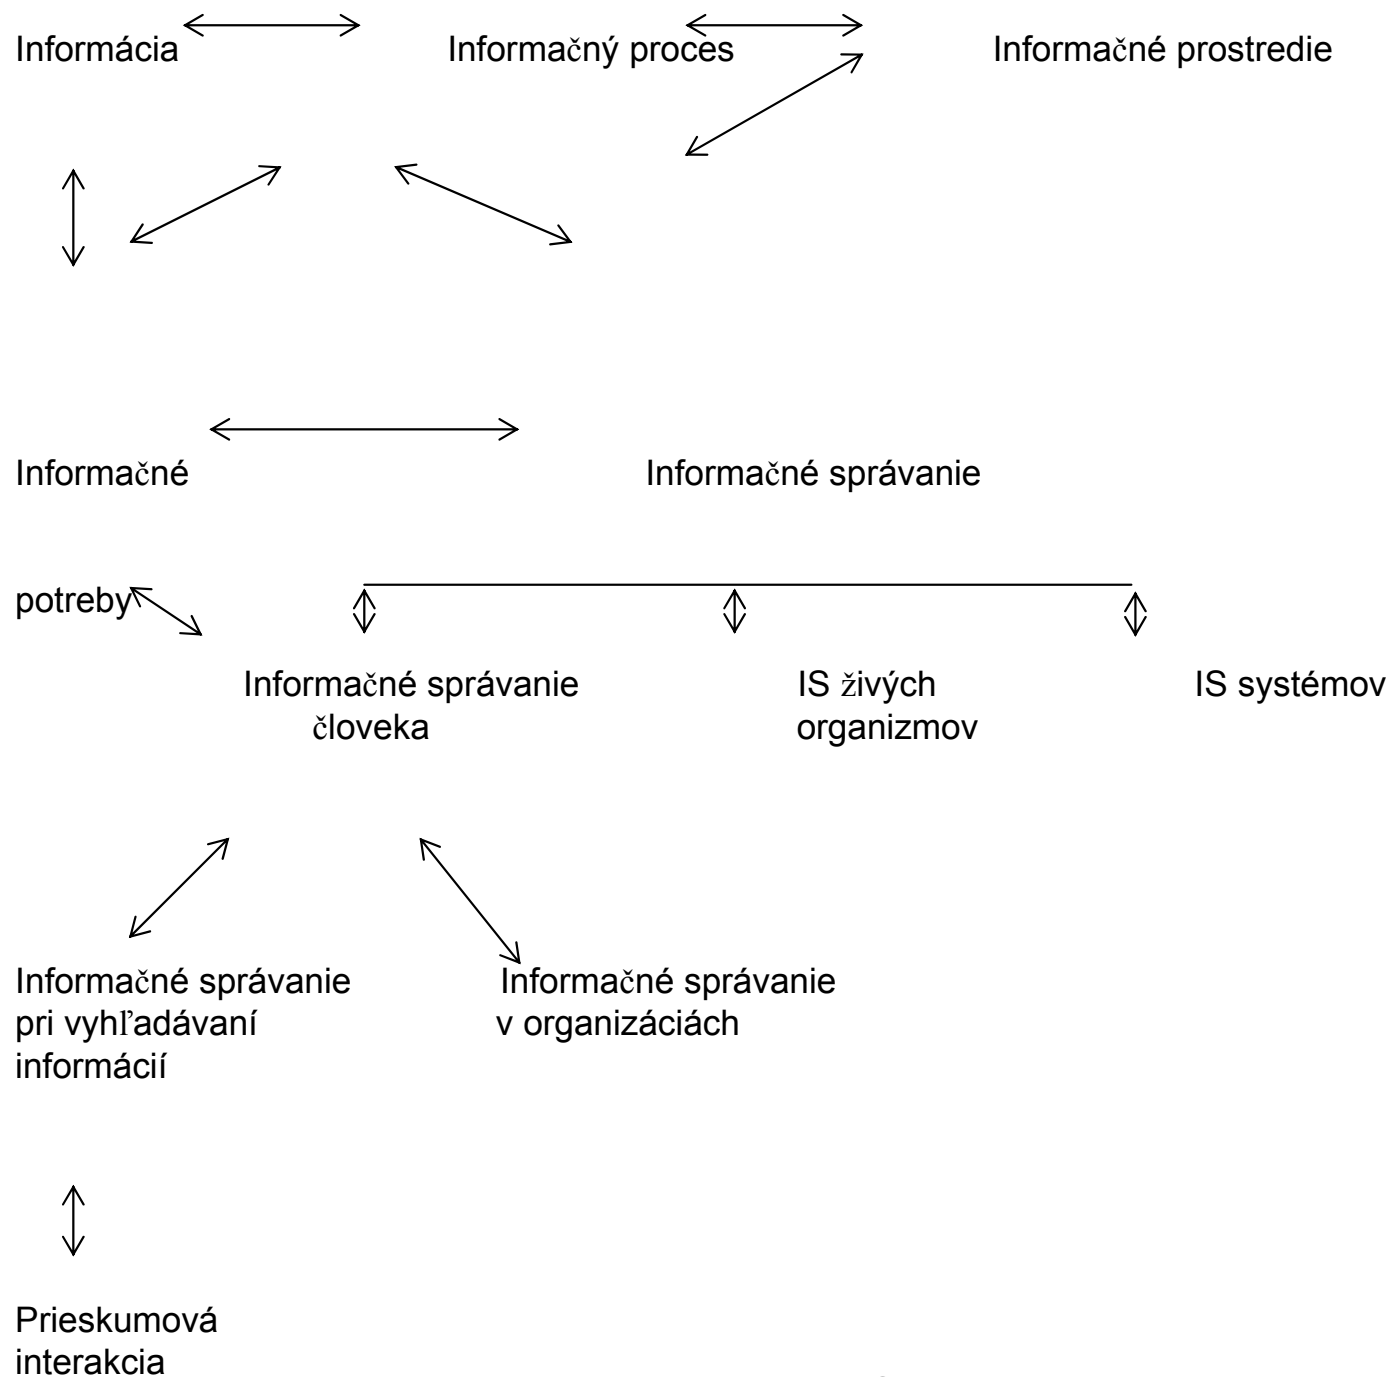 Informácia Informačný proces Informačné prostredie
Informačné Informačné správanie
potreby
Informačné správanie IS živých IS systémov
človeka organizmov
Informačné správanie Informačné správanie
pri vyhľadávaní v organizáciách
informácií
Prieskumová
interakcia